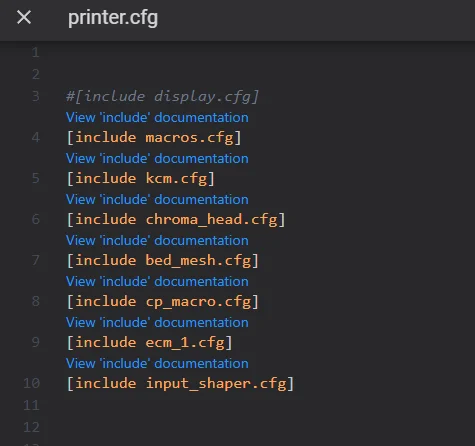 ✕ printer.cfg
1
2
3 #[include display.cfg]
View 'include' documentation
4 [include macros.cfg]
View 'include' documentation
5 [include kcm.cfg]
View 'include' documentation
6 [include chroma_head.cfg]
View 'include' documentation
7 [include bed_mesh.cfg]
View 'include' documentation
8 [include cp_macro.cfg]
View 'include' documentation
9 [include ecm_1.cfg]
View 'include' documentation
10 [include input_shaper.cfg]
11
12